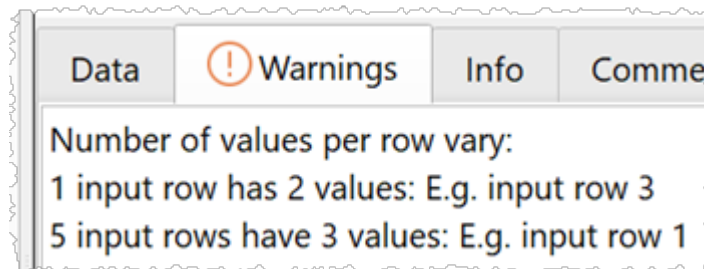 Data Warnings Info Comme
Number of values per row vary:
1 input row has 2 values: E.g. input row 3
5 input rows have 3 values: E.g. input row 1